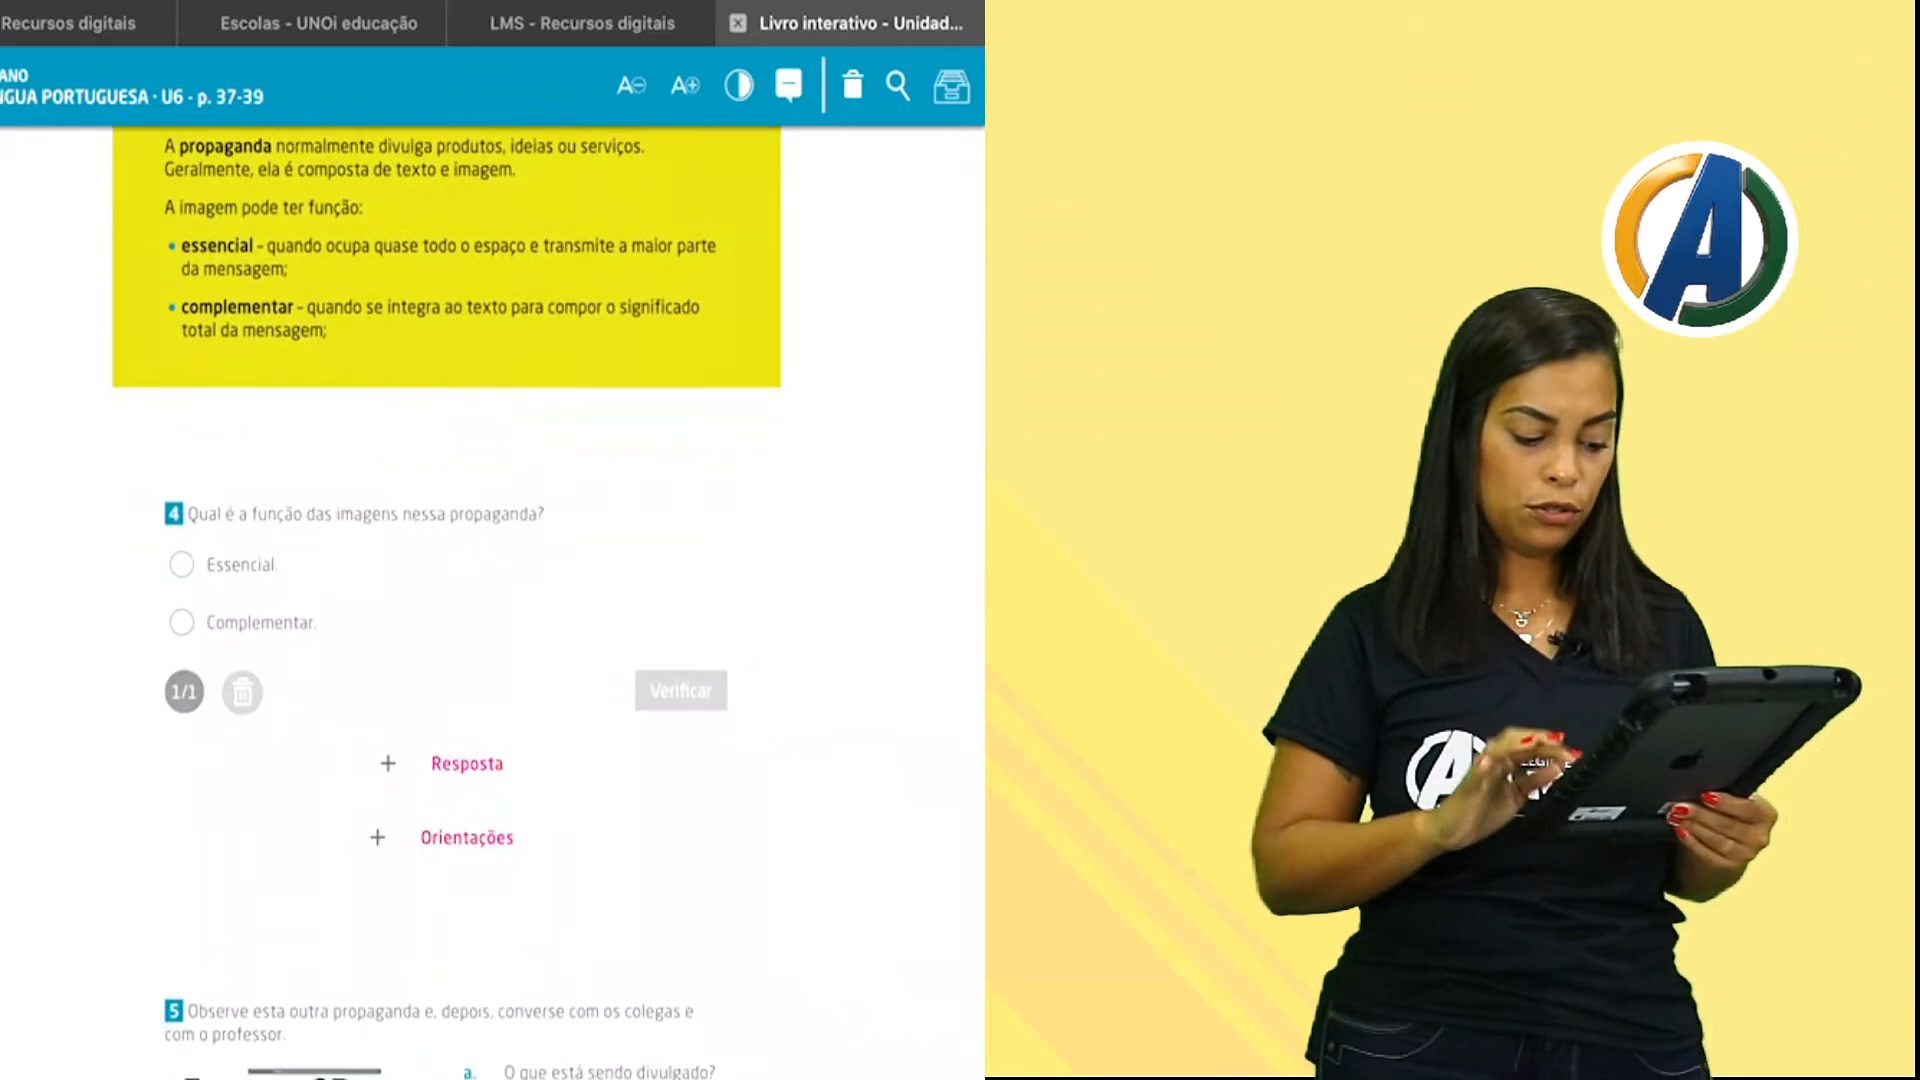 Recursos digitais
Escolas - UNOi educação
LMS - Recursos digitais
Livro interativo - Unidad...
ANO
NGUA PORTUGUESA · U6 - p. 37-39
A propaganda normalmente divulga produtos, ideias ou serviços.
Geralmente, ela é composta de texto e imagem.
A imagem pode ter função:
• essencial – quando ocupa quase todo o espaço e transmite a maior parte
da mensagem;
• complementar – quando se integra ao texto para compor o significado
total da mensagem;
4 Qual é a função das imagens nessa propaganda?
Essencial.
Complementar.
1/1
Verificar
+ Resposta
+ Orientações
5 Observe esta outra propaganda e, depois, converse com os colegas e
com o professor.
a. O que está sendo divulgado?
A
A